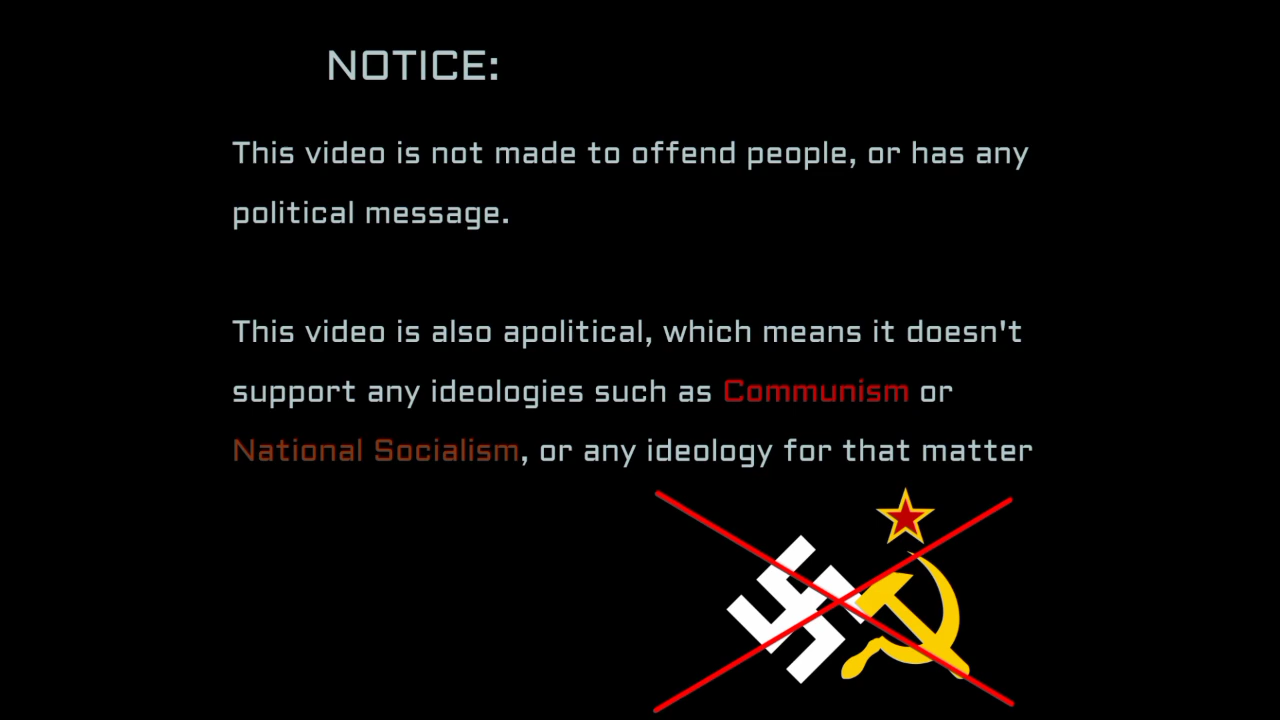 NOTICE:
This video is not made to offend people, or has any
political message.
This video is also apolitical, which means it doesn't
support any ideologies such as Communism or
National Socialism, or any ideology for that matter